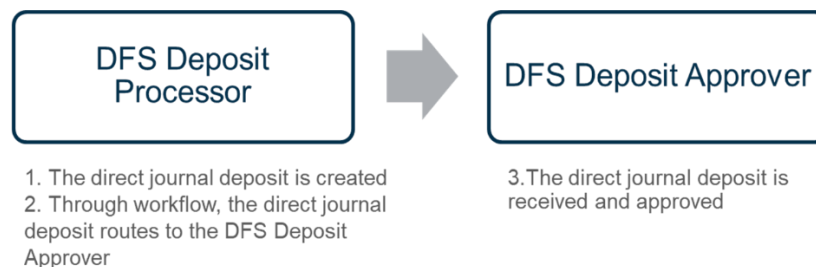 DFS Deposit
Processor
DFS Deposit Approver
1. The direct journal deposit is created
2. Through workflow, the direct journal
deposit routes to the DFS Deposit
Approver
3.The direct journal deposit is
received and approved